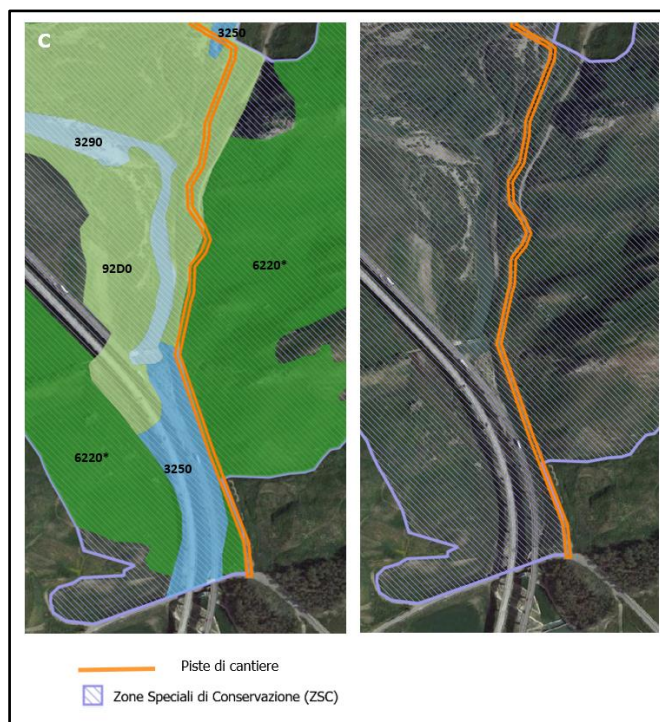 C
3250
3290
92D0
6220*
6220*
3250
Piste di cantiere
Zone Speciali di Conservazione (ZSC)